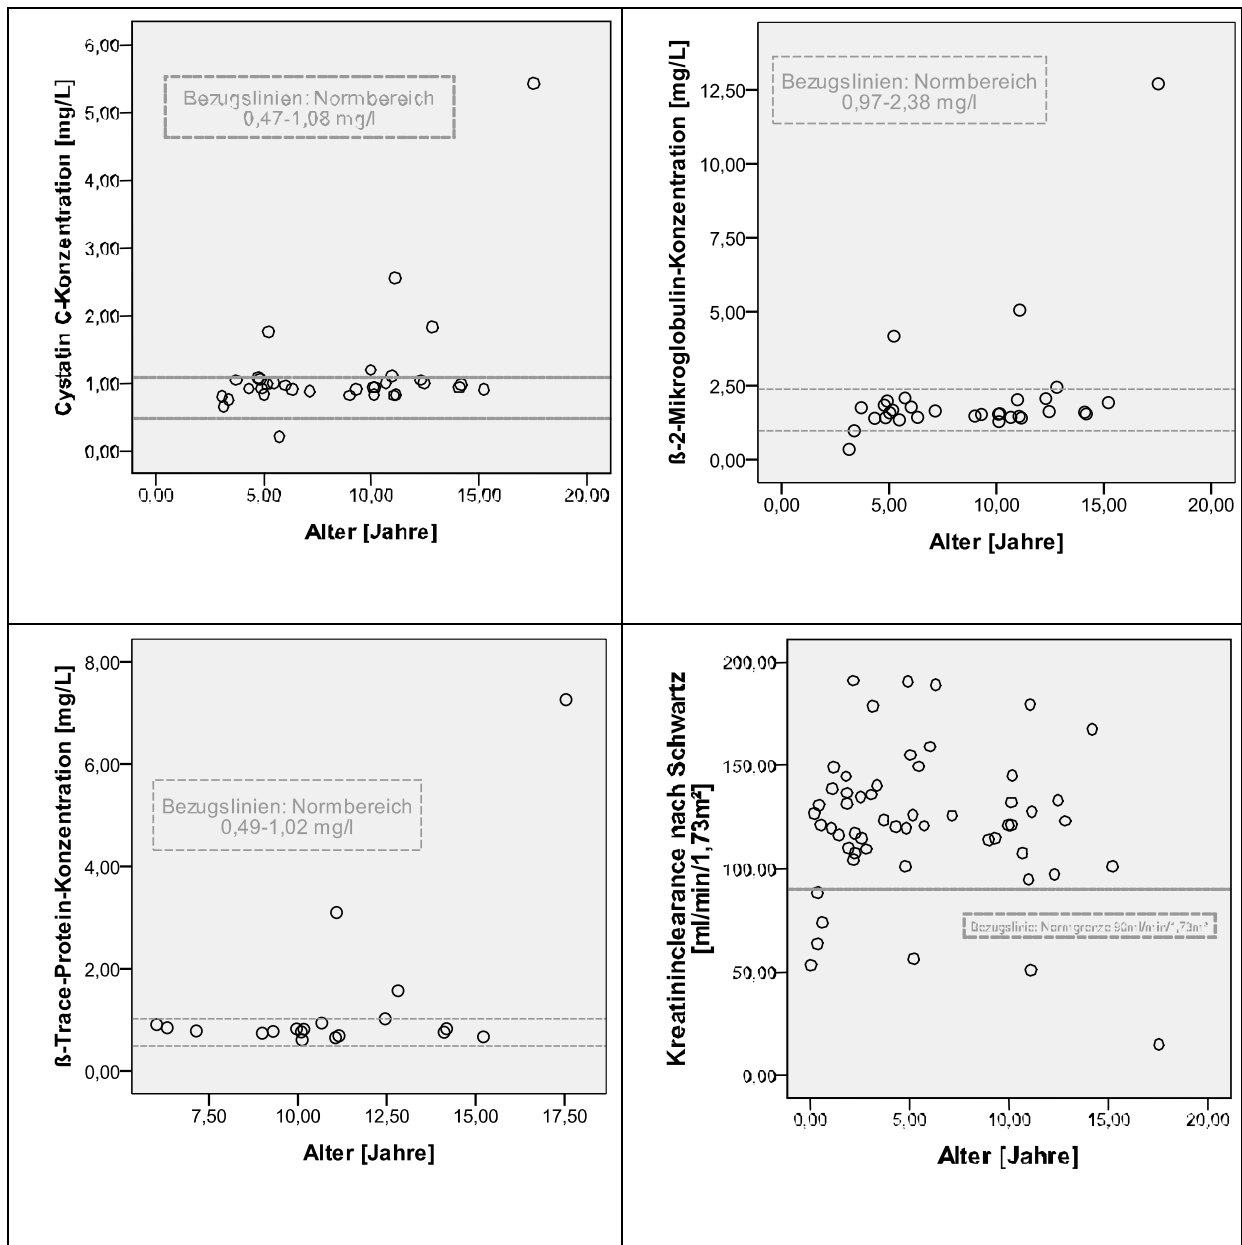 Cystatin C-Konzentration [mg/L]
6,00
5,00
4,00
3,00
2,00
1,00
0,00
Bezugslinien: Normbereich
0,47-1,08 mg/l
0,00 5,00 10,00 15,00 20,00
Alter [Jahre]
ß-2-Mikroglobulin-Konzentration [mg/L]
12,50
10,00
7,50
5,00
2,50
0,00
Bezugslinien: Normbereich
0,97-2,38 mg/l
0,00 5,00 10,00 15,00 20,00
Alter [Jahre]
ß-Trace-Protein-Konzentration [mg/L]
8,00
6,00
4,00
2,00
0,00
Bezugslinien: Normbereich
0,49-1,02 mg/l
7,50 10,00 12,50 15,00 17,50
Alter [Jahre]
Kreatininclearance nach Schwartz
[ml/min/1,73m²]
200,00
150,00
100,00
50,00
0,00
Bezugslinie: Normgrenze 90ml/min/1,73m²
0,00 5,00 10,00 15,00 20,00
Alter [Jahre]